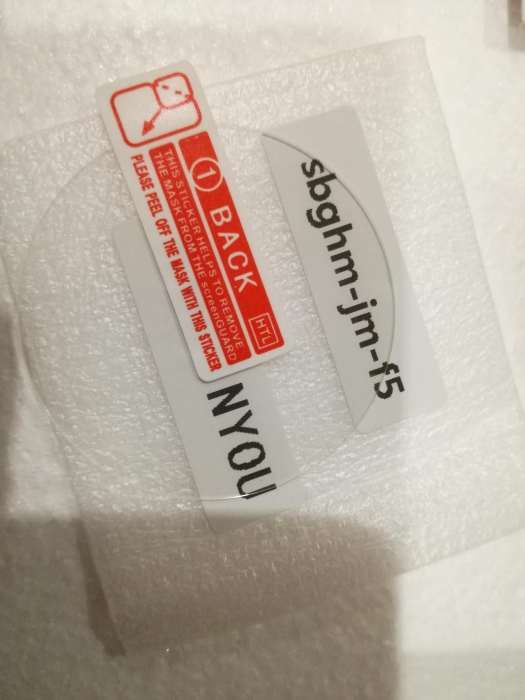 1 BACK
THIS STICKER HELPS TO REMOVE
THE MASK FROM THE screenGUARD
HTL
PLEASE PEEL OFF THE MASK WITH THIS STICKER
sbghm-jm-f5
NYOU